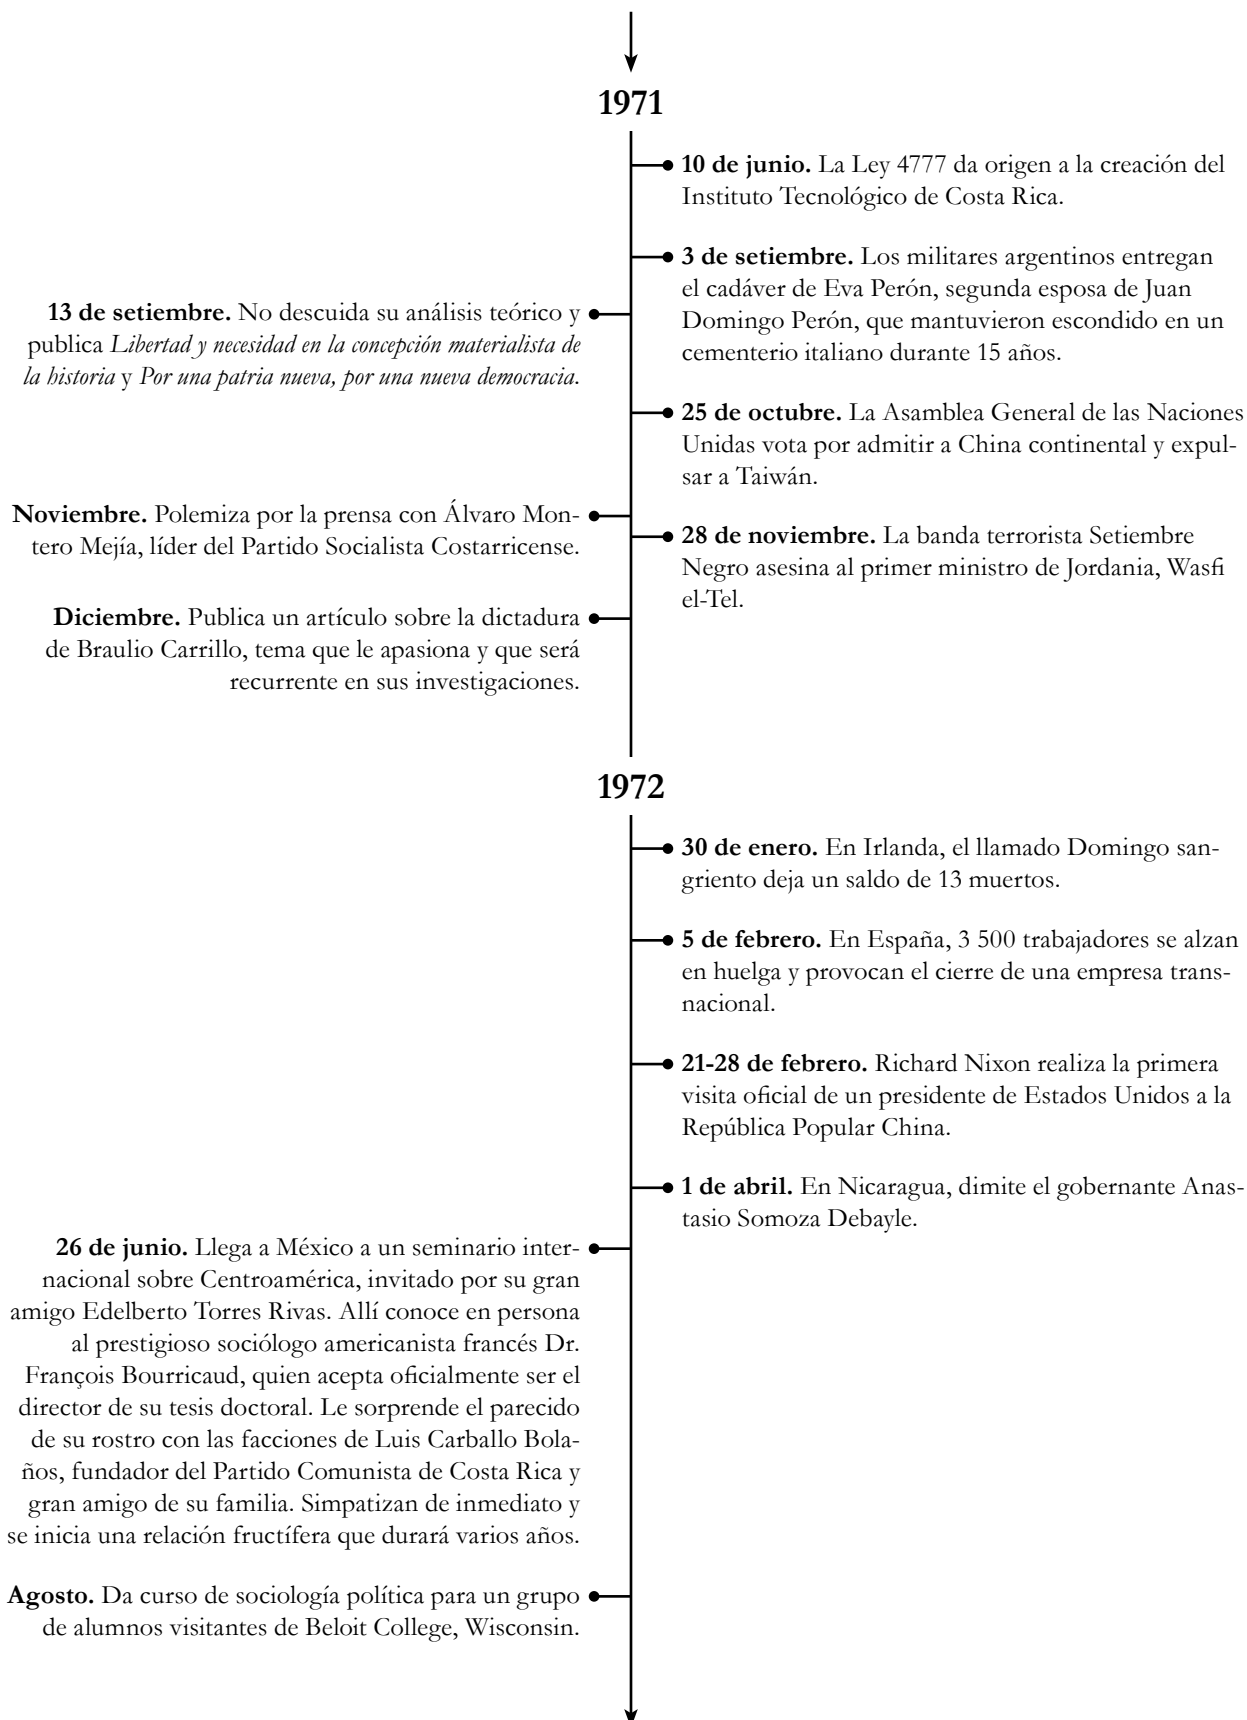 1971
10 de junio. La Ley 4777 da origen a la creación del
Instituto Tecnológico de Costa Rica.
3 de setiembre. Los militares argentinos entregan
el cadáver de Eva Perón, segunda esposa de Juan
Domingo Perón, que mantuvieron escondido en un
cementerio italiano durante 15 años.
13 de setiembre. No descuida su análisis teórico y
publica Libertad y necesidad en la concepción materialista de
la historia y Por una patria nueva, por una nueva democracia.
25 de octubre. La Asamblea General de las Naciones
Unidas vota por admitir a China continental y expul-
sar a Taiwán.
Noviembre. Polemiza por la prensa con Álvaro Mon-
tero Mejía, líder del Partido Socialista Costarricense.
28 de noviembre. La banda terrorista Setiembre
Negro asesina al primer ministro de Jordania, Wasfi
el-Tel.
Diciembre. Publica un artículo sobre la dictadura
de Braulio Carrillo, tema que le apasiona y que será
recurrente en sus investigaciones.
1972
30 de enero. En Irlanda, el llamado Domingo san-
griento deja un saldo de 13 muertos.
5 de febrero. En España, 3 500 trabajadores se alzan
en huelga y provocan el cierre de una empresa trans-
nacional.
21-28 de febrero. Richard Nixon realiza la primera
visita oficial de un presidente de Estados Unidos a la
República Popular China.
1 de abril. En Nicaragua, dimite el gobernante Anas-
tasio Somoza Debayle.
26 de junio. Llega a México a un seminario inter-
nacional sobre Centroamérica, invitado por su gran
amigo Edelberto Torres Rivas. Allí conoce en persona
al prestigioso sociólogo americanista francés Dr.
François Bourricaud, quien acepta oficialmente ser el
director de su tesis doctoral. Le sorprende el parecido
de su rostro con las facciones de Luis Carballo Bola-
ños, fundador del Partido Comunista de Costa Rica y
gran amigo de su familia. Simpatizan de inmediato y
se inicia una relación fructífera que durará varios años.
Agosto. Da curso de sociología política para un grupo
de alumnos visitantes de Beloit College, Wisconsin.